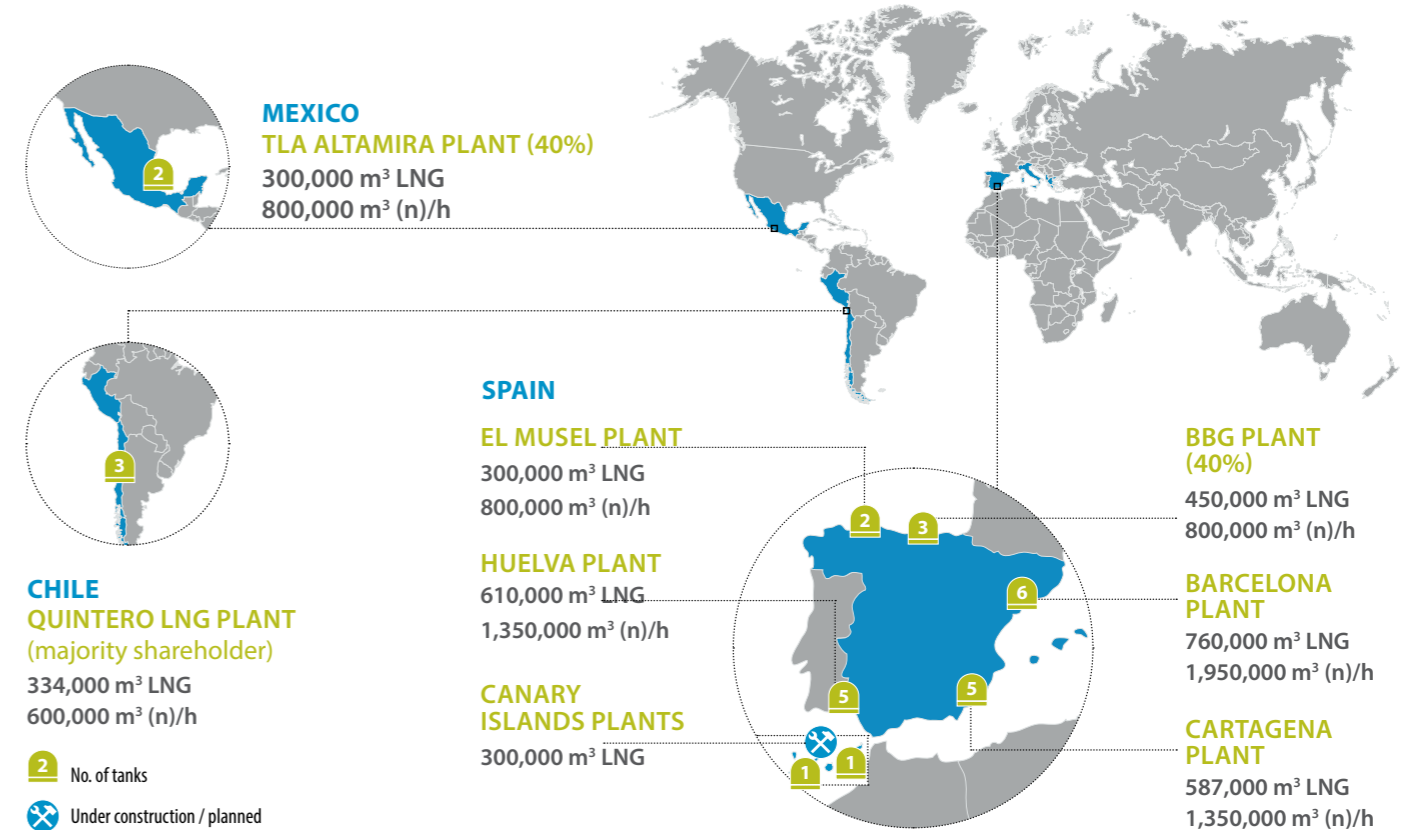 MEXICO
TLA ALTAMIRA PLANT (40%)
300,000 m³ LNG
800,000 m³ (n)/h
2
3
CHILE
QUINTERO LNG PLANT
(majority shareholder)
334,000 m³ LNG
600,000 m³ (n)/h
2 No. of tanks
Under construction / planned
SPAIN
EL MUSEL PLANT
300,000 m³ LNG
800,000 m³ (n)/h
HUELVA PLANT
610,000 m³ LNG
1,350,000 m³ (n)/h
CANARY
ISLANDS PLANTS
300,000 m³ LNG
2
3
6
5
5
1
1
BBG PLANT
(40%)
450,000 m³ LNG
800,000 m³ (n)/h
BARCELONA
PLANT
760,000 m³ LNG
1,950,000 m³ (n)/h
CARTAGENA
PLANT
587,000 m³ LNG
1,350,000 m³ (n)/h